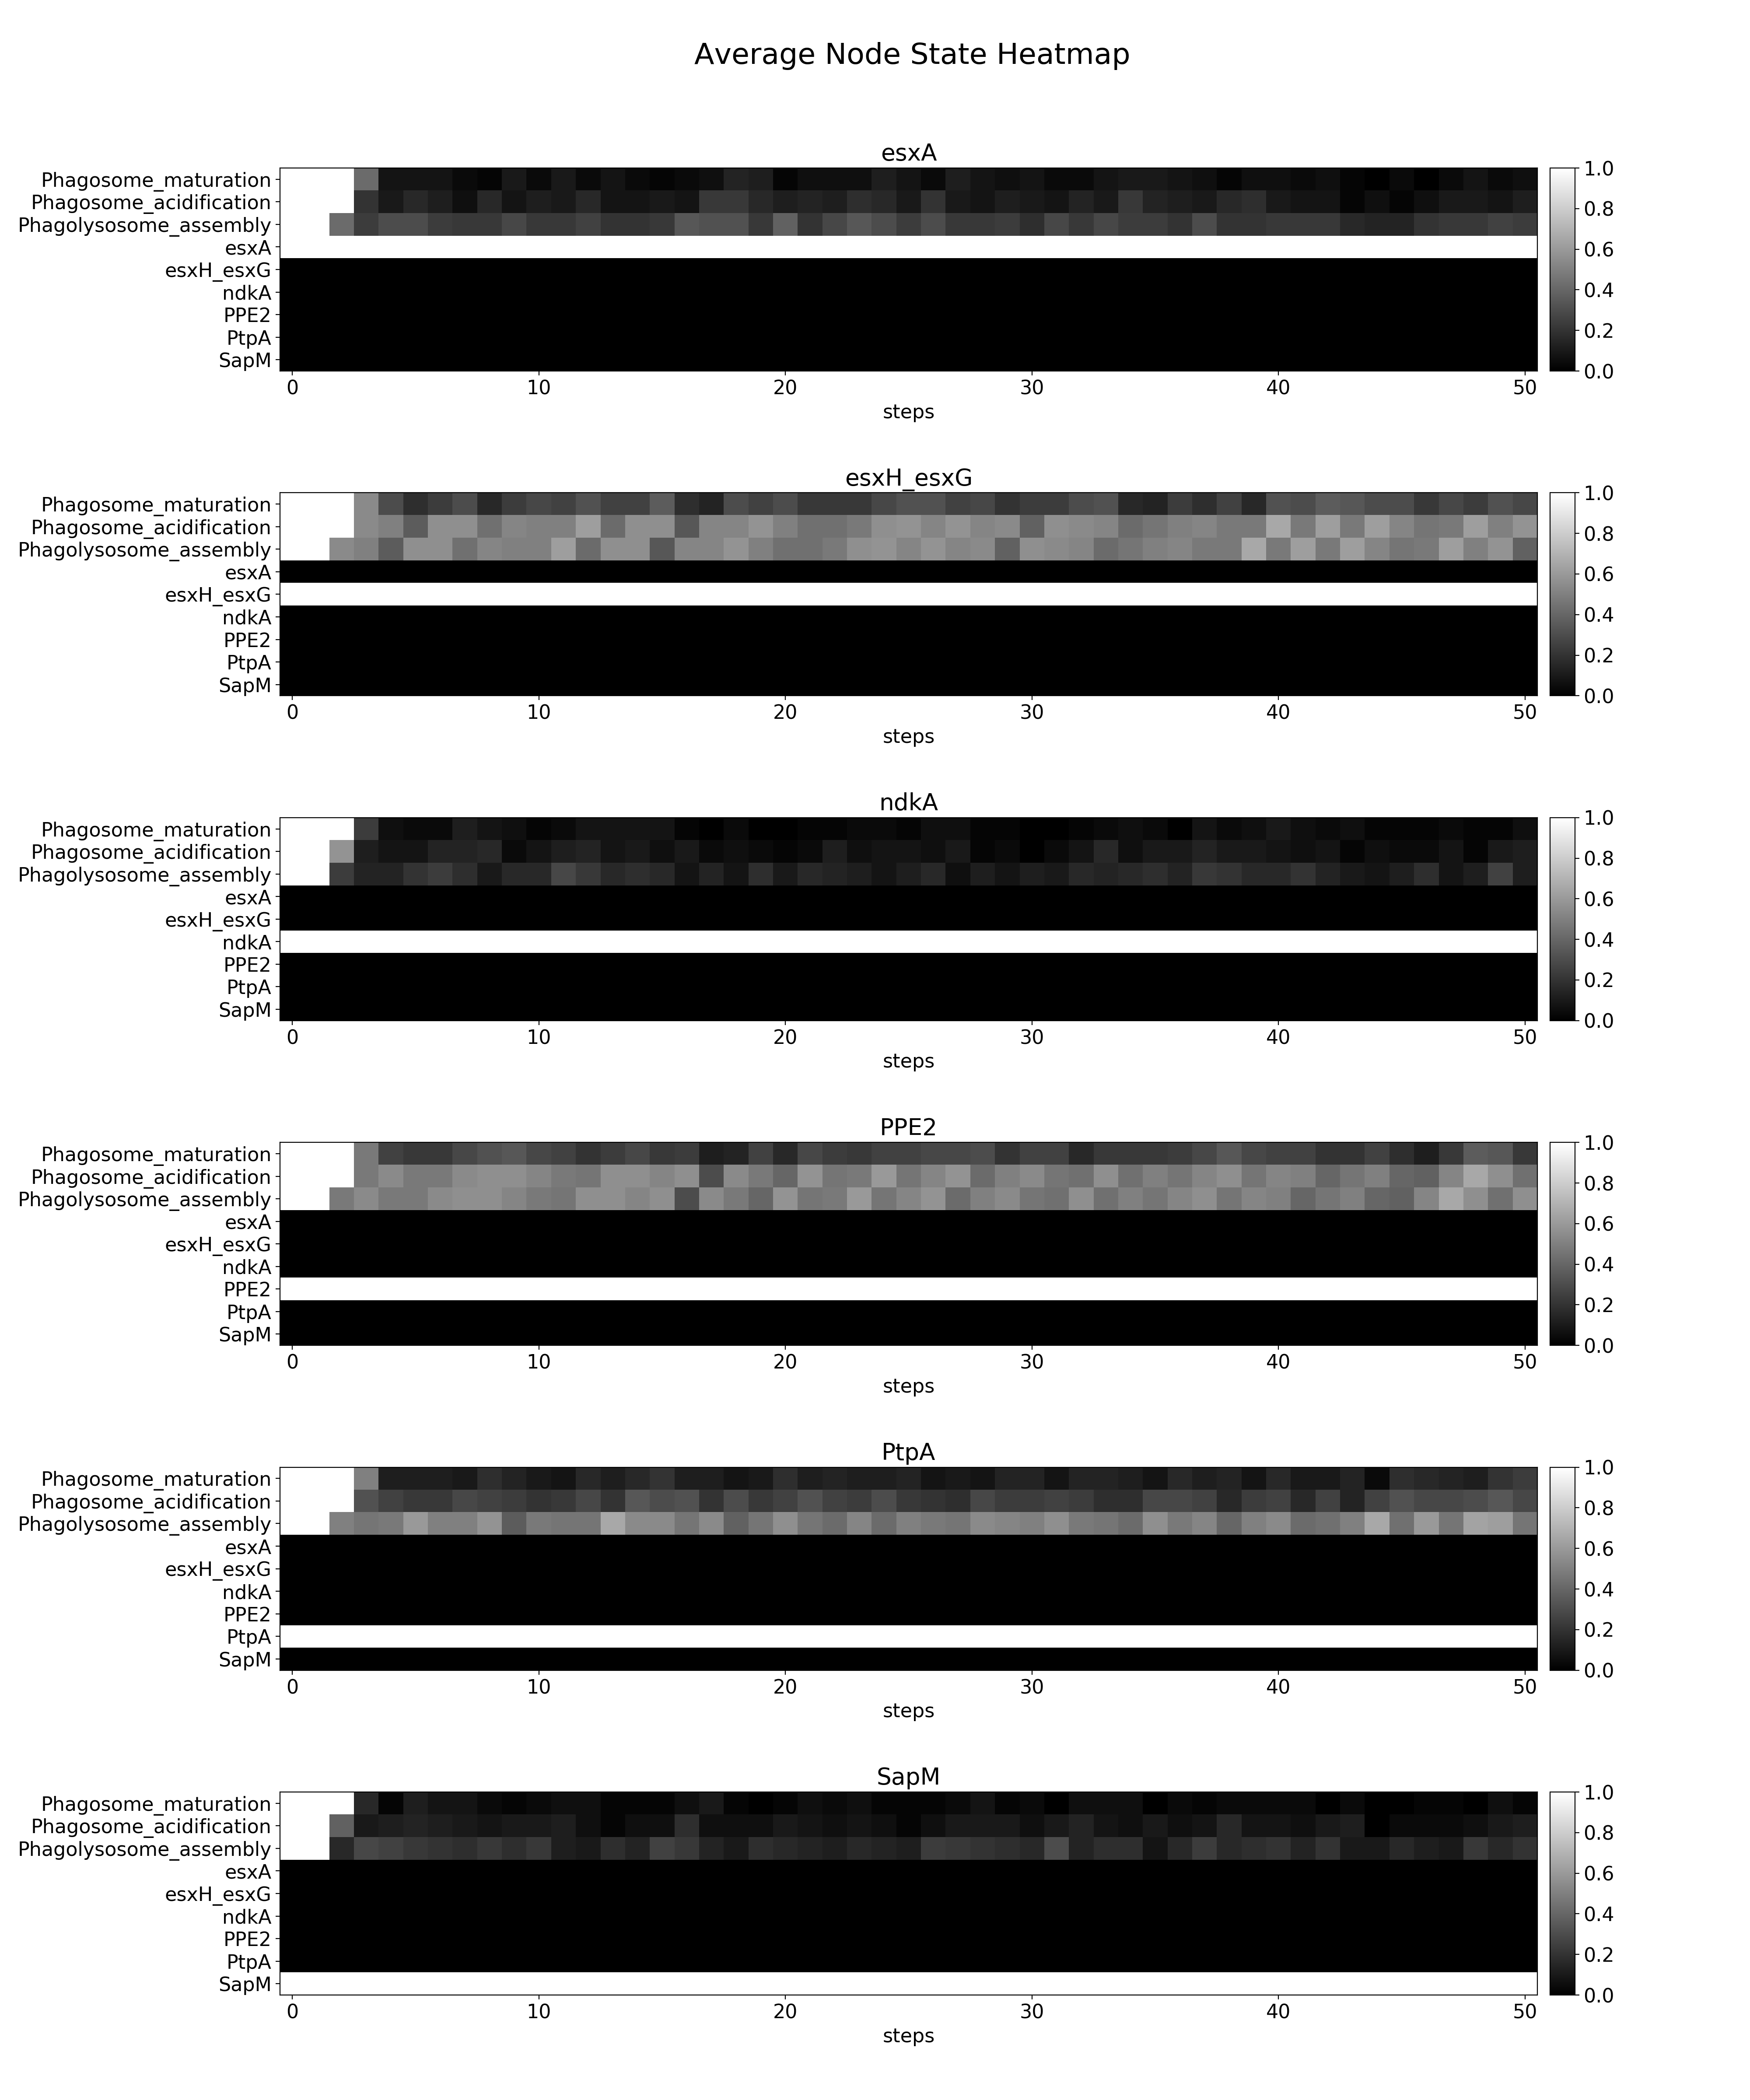 Average Node State Heatmap
esxA
Phagosome_maturation
Phagosome_acidification
Phagolysosome_assembly
esxA
esxH_esxG
ndkA
PPE2
PtpA
SapM
0 10 20 30 40 50
steps
1.0
0.8
0.6
0.4
0.2
0.0
esxH_esxG
Phagosome_maturation
Phagosome_acidification
Phagolysosome_assembly
esxA
esxH_esxG
ndkA
PPE2
PtpA
SapM
0 10 20 30 40 50
steps
1.0
0.8
0.6
0.4
0.2
0.0
ndkA
Phagosome_maturation
Phagosome_acidification
Phagolysosome_assembly
esxA
esxH_esxG
ndkA
PPE2
PtpA
SapM
0 10 20 30 40 50
steps
1.0
0.8
0.6
0.4
0.2
0.0
PPE2
Phagosome_maturation
Phagosome_acidification
Phagolysosome_assembly
esxA
esxH_esxG
ndkA
PPE2
PtpA
SapM
0 10 20 30 40 50
steps
1.0
0.8
0.6
0.4
0.2
0.0
PtpA
Phagosome_maturation
Phagosome_acidification
Phagolysosome_assembly
esxA
esxH_esxG
ndkA
PPE2
PtpA
SapM
0 10 20 30 40 50
steps
1.0
0.8
0.6
0.4
0.2
0.0
SapM
Phagosome_maturation
Phagosome_acidification
Phagolysosome_assembly
esxA
esxH_esxG
ndkA
PPE2
PtpA
SapM
0 10 20 30 40 50
steps
1.0
0.8
0.6
0.4
0.2
0.0